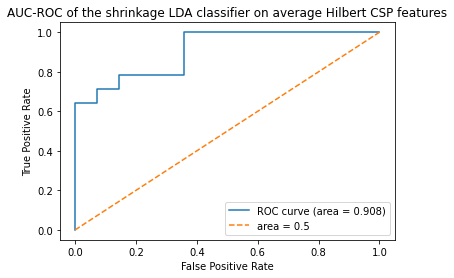 AUC-ROC of the shrinkage LDA classifier on average Hilbert CSP features
1.0
0.8
0.6
0.4
0.2
0.0
True Positive Rate
ROC curve (area = 0.908)
area = 0.5
0.0 0.2 0.4 0.6 0.8 1.0
False Positive Rate